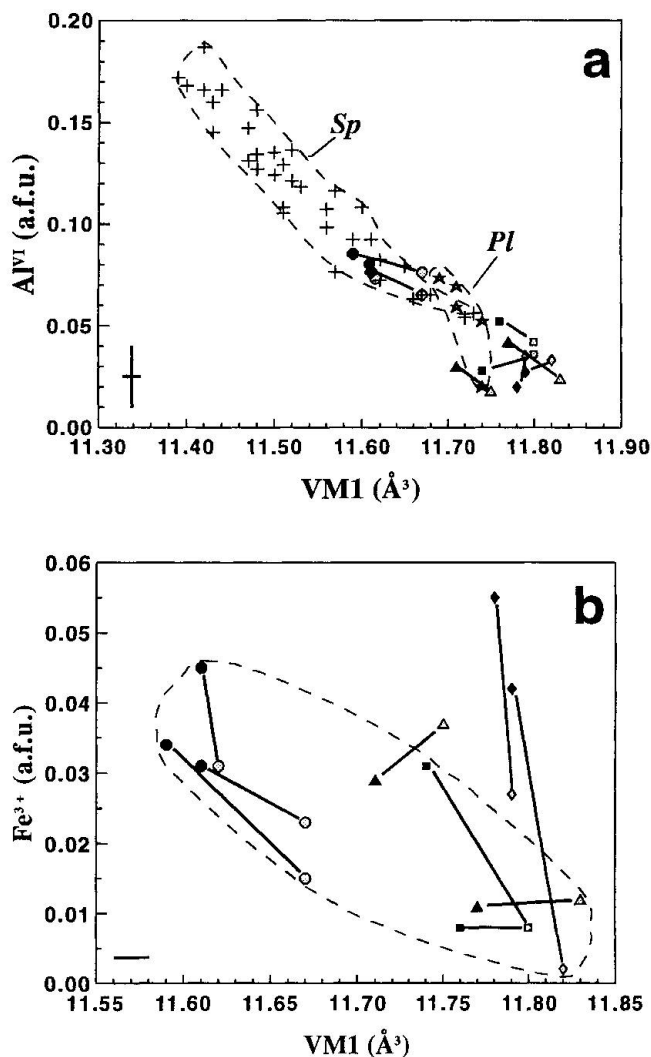 a
0.20
0.15
0.10
0.05
0.00
Al^VI (a.f.u.)
Sp
Pl
11.30 11.40 11.50 11.60 11.70 11.80 11.90
VM1 (Å³)
b
0.06
0.05
0.04
0.03
0.02
0.01
0.00
Fe³⁺ (a.f.u.)
11.55 11.60 11.65 11.70 11.75 11.80 11.85
VM1 (Å³)